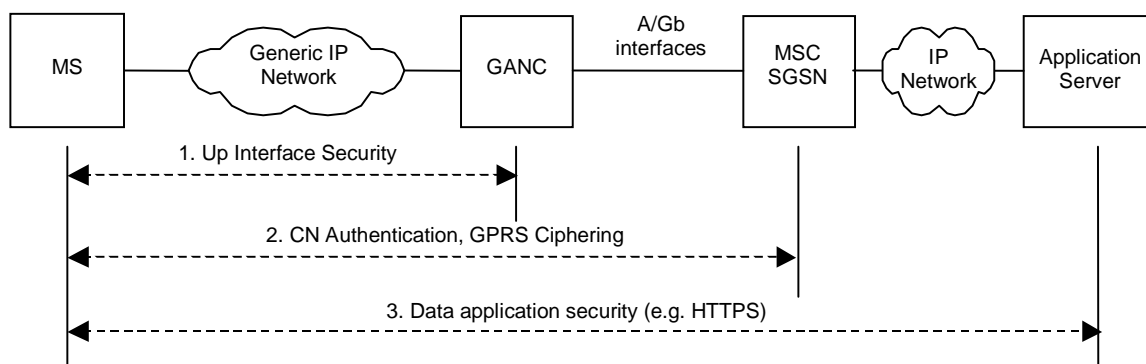 MS
Generic IP
Network
GANC
A/Gb
interfaces
MSC
SGSN
IP
Network
Application
Server
1. Up Interface Security
2. CN Authentication, GPRS Ciphering
3. Data application security (e.g. HTTPS)